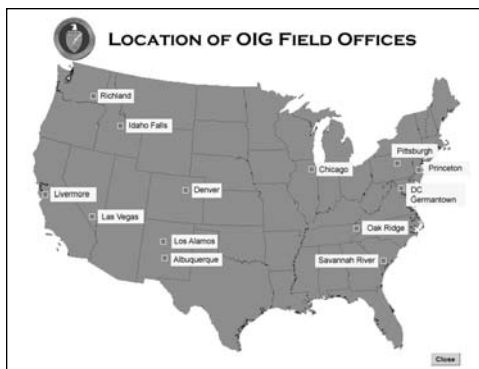 LOCATION OF OIG FIELD OFFICES
Richland
Idaho Falls
Chicago
Pittsburgh
Princeton
Livermore
Denver
DC
Germantown
Las Vegas
Oak Ridge
Los Alamos
Albuquerque
Savannah River
Close